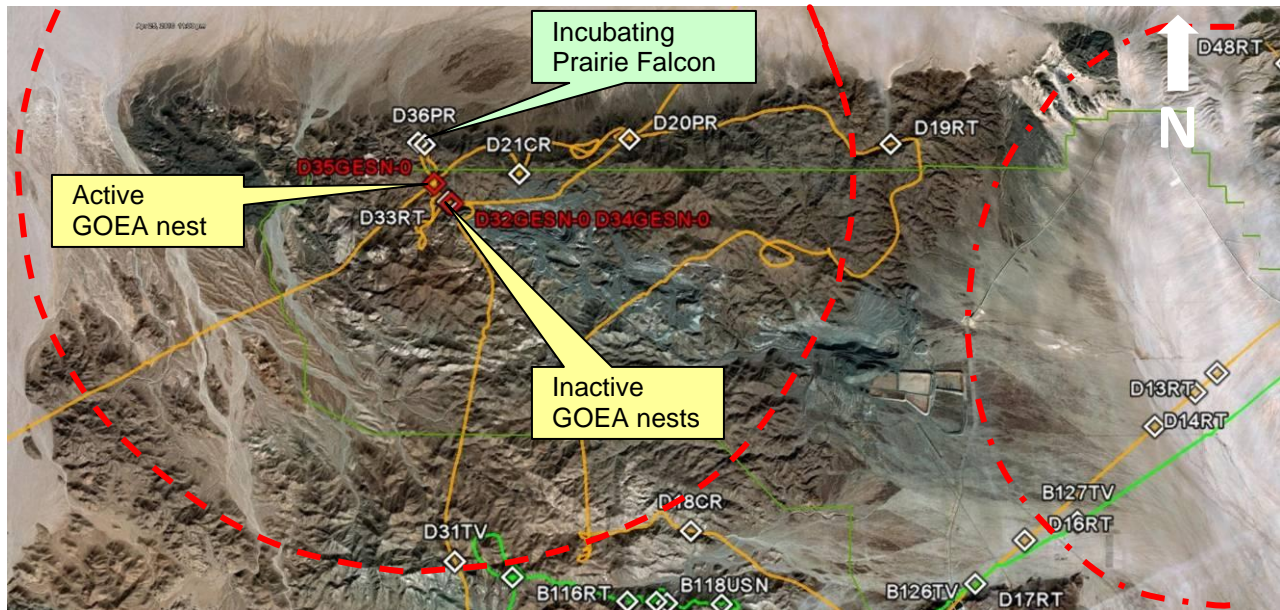 Incubating
Prairie Falcon
N
D48RT
D36PR
D21CR
D20PR
D19RT
D35GESN-0
Active
GOEA nest
D33RT
D32GESN-0 D34GESN-0
Inactive
GOEA nests
D13RT
D14RT
B127TV
D16RT
D18CR
D31TV
B116RT
B118USN
B126TV
D17RT